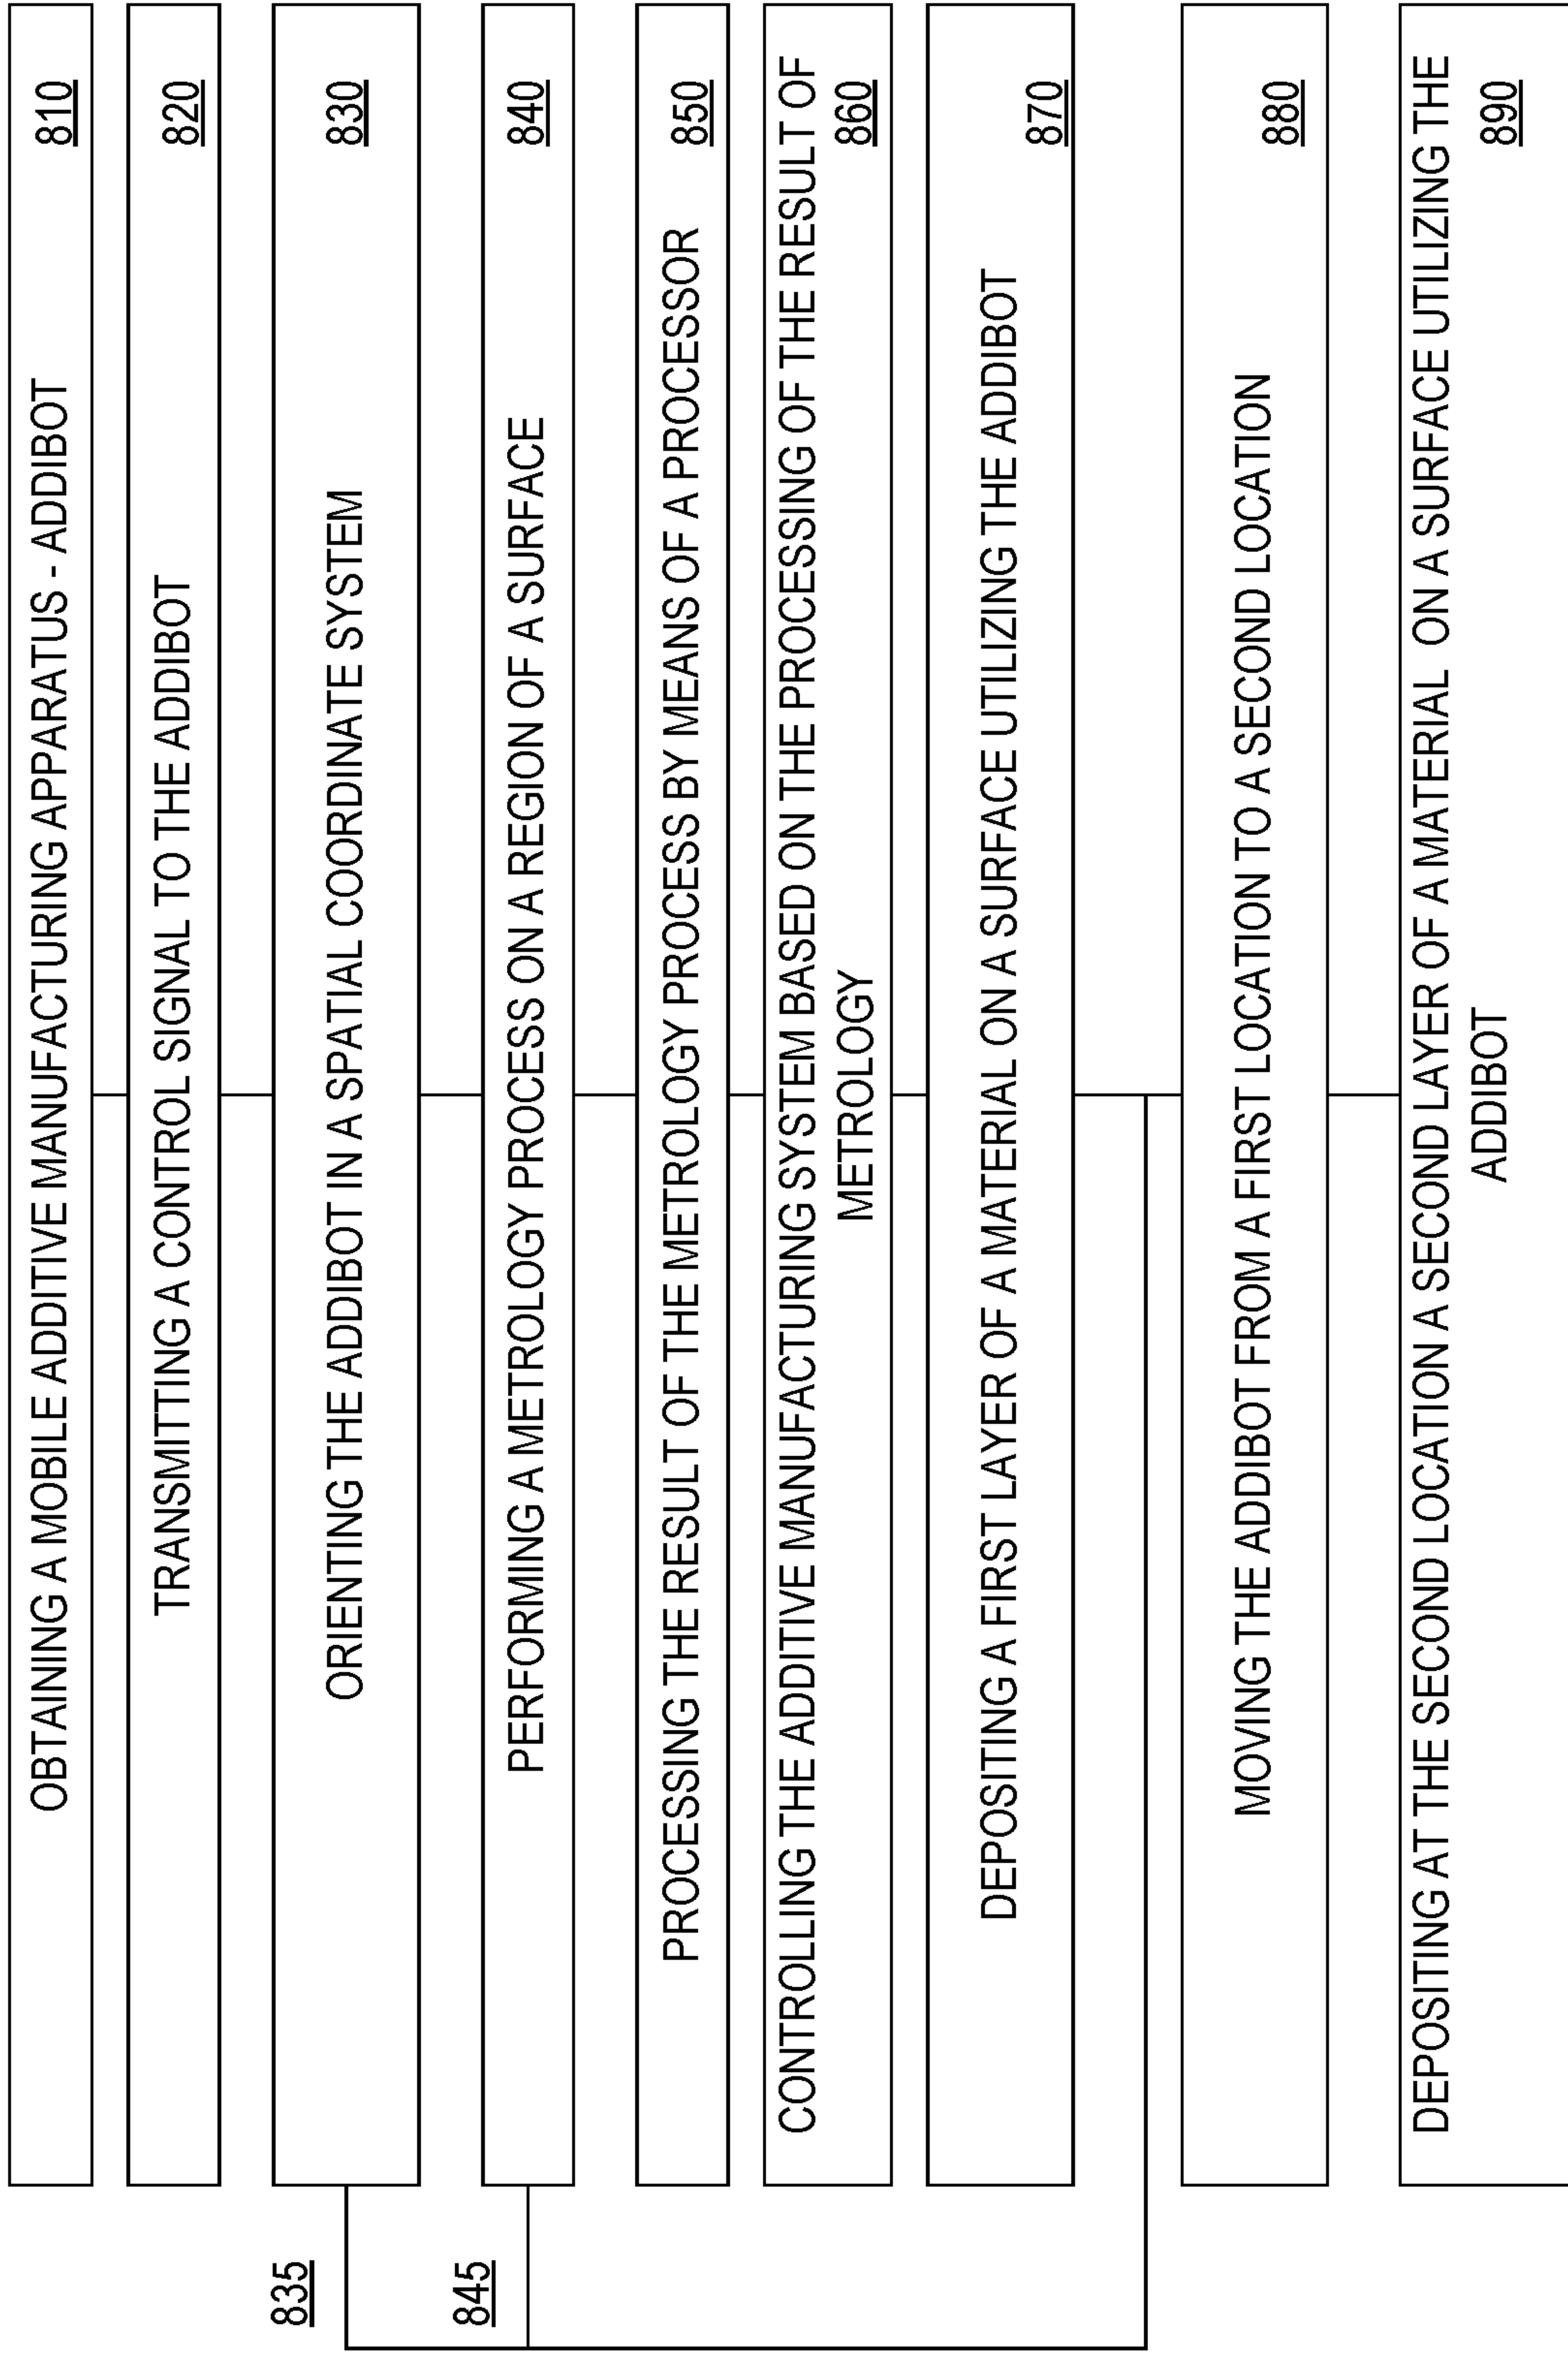 OBTAINING A MOBILE ADDITIVE MANUFACTURING APPARATUS - ADDIBOT
810
TRANSMITTING A CONTROL SIGNAL TO THE ADDIBOT
820
835
ORIENTING THE ADDIBOT IN A SPATIAL COORDINATE SYSTEM
830
845
PERFORMING A METROLOGY PROCESS ON A REGION OF A SURFACE
840
PROCESSING THE RESULT OF THE METROLOGY PROCESS BY MEANS OF A PROCESSOR
850
CONTROLLING THE ADDITIVE MANUFACTURING SYSTEM BASED ON THE PROCESSING OF THE RESULT OF
METROLOGY
860
DEPOSITING A FIRST LAYER OF A MATERIAL ON A SURFACE UTILIZING THE ADDIBOT
870
MOVING THE ADDIBOT FROM A FIRST LOCATION TO A SECOND LOCATION
880
DEPOSITING AT THE SECOND LOCATION A SECOND LAYER OF A MATERIAL ON A SURFACE UTILIZING THE
ADDIBOT
890